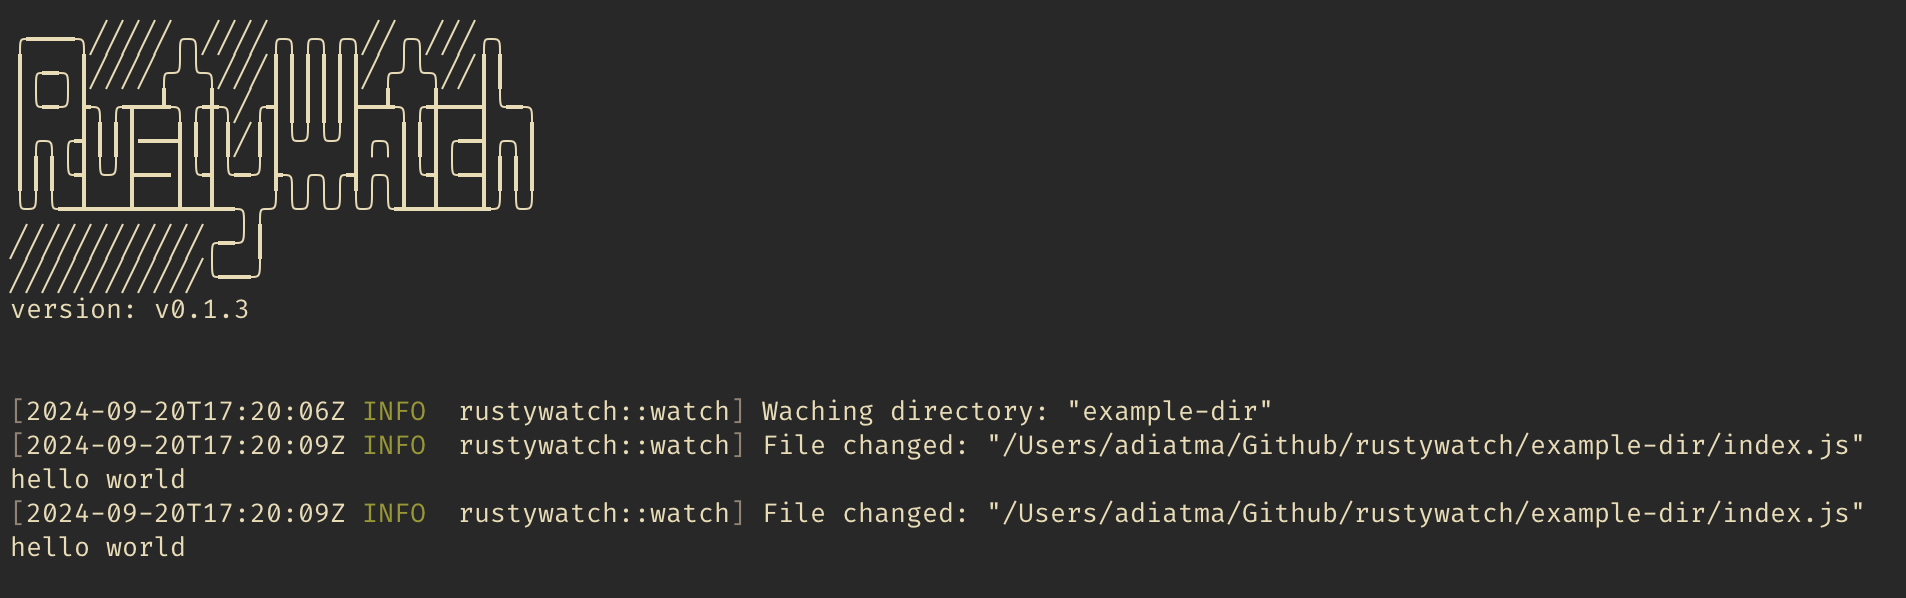 RustyWatch
version: v0.1.3
[2024-09-20T17:20:06Z INFO  rustywatch::watch] Waching directory: "example-dir"
[2024-09-20T17:20:09Z INFO  rustywatch::watch] File changed: "/Users/adiatma/Github/rustywatch/example-dir/index.js"
hello world
[2024-09-20T17:20:09Z INFO  rustywatch::watch] File changed: "/Users/adiatma/Github/rustywatch/example-dir/index.js"
hello world